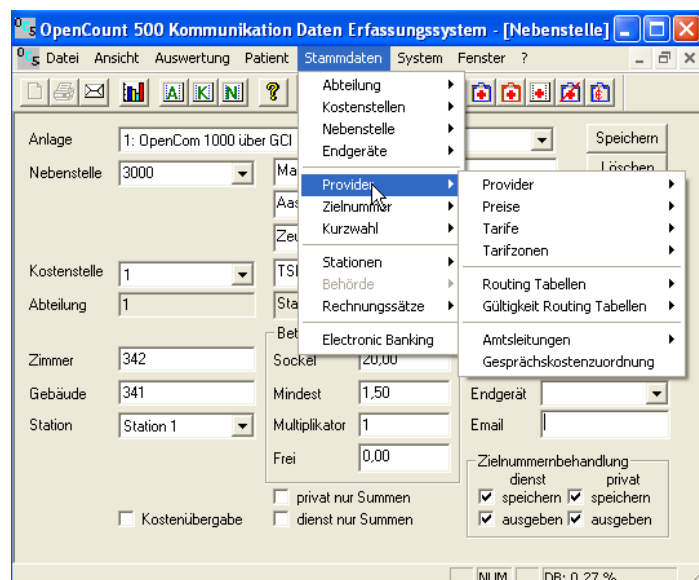 OpenCount 500 Kommunikation Daten Erfassungssystem - [Nebenstelle]
Datei Ansicht Auswertung Patient Stammdaten System Fenster ?
A K N ?
Abteilung
Kostenstellen
Nebenstelle
Endgeräte
Provider
Zielnummer
Kurzwahl
Stationen
Behörde
Rechnungssätze
Electronic Banking
Provider
Preise
Tarife
Tarifzonen
Routing Tabellen
Gültigkeit Routing Tabellen
Amtsleitungen
Gesprächskostenzuordnung
Anlage 1: OpenCom 1000 über GCI Speichern
Nebenstelle 3000 Löschen
Kostenstelle 1
Abteilung 1
Zimmer 342 Sockel 20,00
Gebäude 341 Mindest 1,50 Endgerät
Station Station 1 Multiplikator 1 Email
Frei 0,00 Zielnummernbehandlung
dienst privat
privat nur Summen speichern speichern
Kostenübergabe dienst nur Summen ausgeben ausgeben
NUM DB: 0.27 %